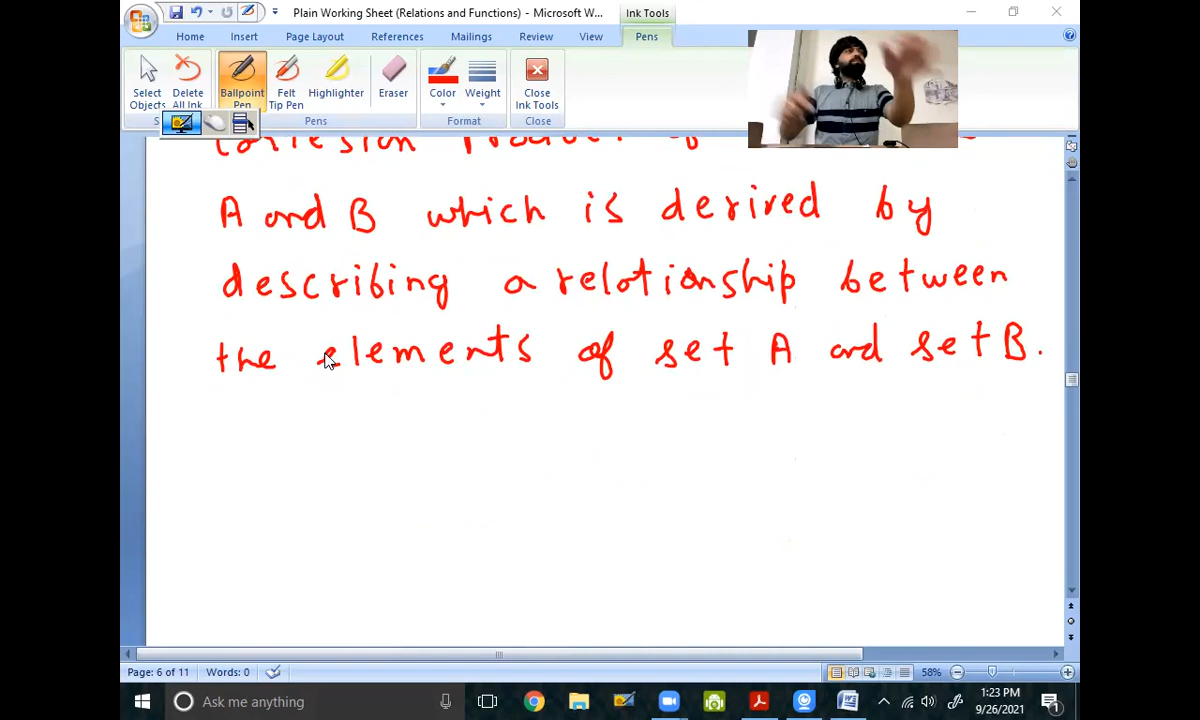 Plain Working Sheet (Relations and Functions) - Microsoft W...
Ink Tools
Home Insert Page Layout References Mailings Review View Pens
Select Objects
Delete All Ink
Ballpoint Pen
Felt Tip Pen
Highlighter
Eraser
Color
Weight
Close Ink Tools
Pens
Format
Close
A and B which is derived by
describing a relationship between
the elements of set A and set B.
Page: 6 of 11 Words: 0 58%
Ask me anything
1:23 PM
9/26/2021
1